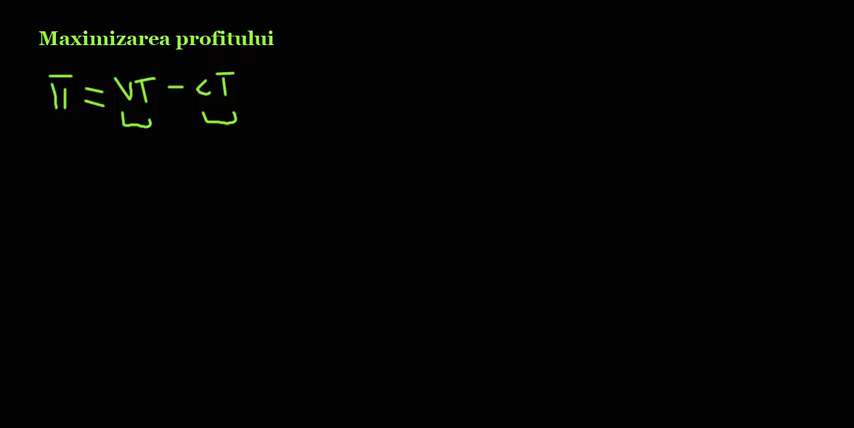 Maximizarea profitului
π = VT - CT